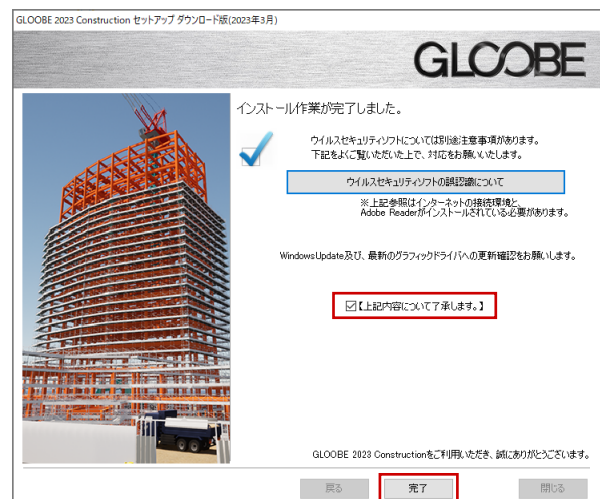 GLOOBE 2023 Construction セットアップ ダウンロード版(2023年3月)
GLOOBE
インストール作業が完了しました。
ウイルスセキュリティソフトについては別途注意事項があります。
下記をよくご覧いただいた上で、対応をお願いいたします。
ウイルスセキュリティソフトの誤認識について
※上記参照はインターネットの接続環境と、
Adobe Readerがインストールされている必要があります。
WindowsUpdate及び、最新のグラフィックドライバへの更新確認をお願いします。
【上記内容について了承します。】
GLOOBE 2023 Constructionをご利用いただき、誠にありがとうございます。
戻る 完了 閉じる